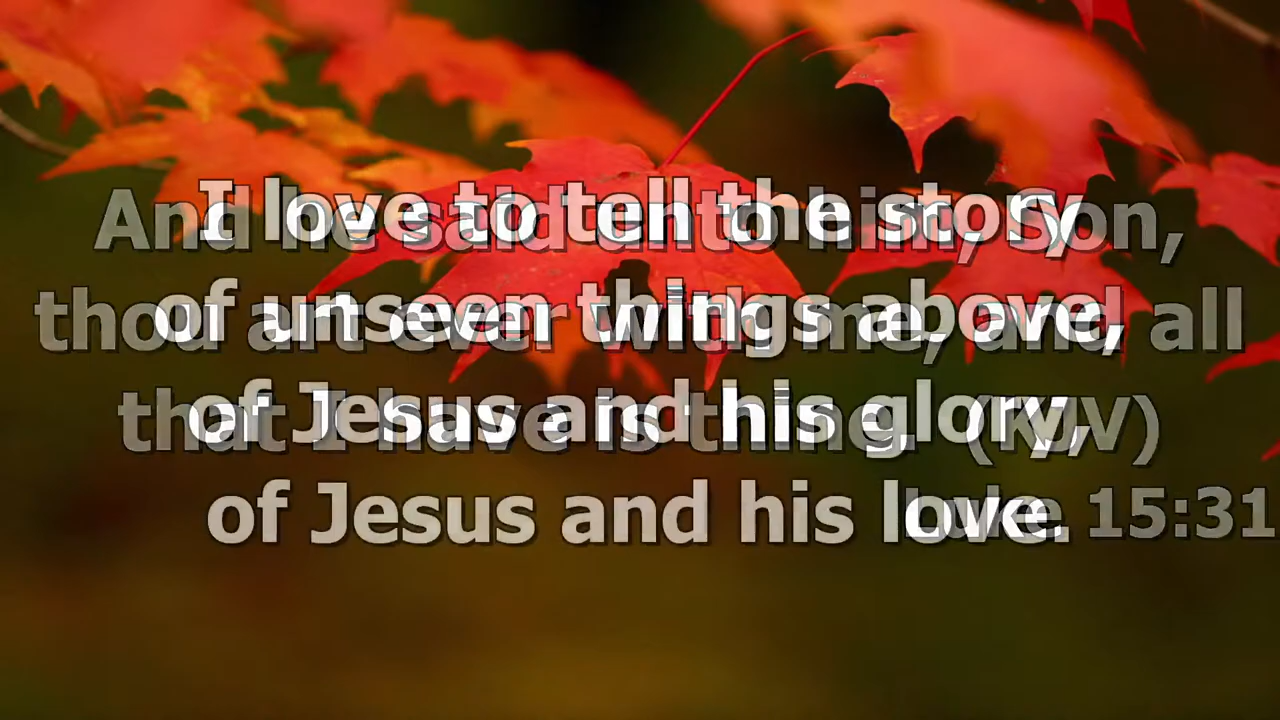 I love to tell the story
of unseen things above,
of Jesus and his glory,
of Jesus and his love.
And he said unto him, Son,
thou art ever with me, and all
that I have is thine. (KJV)
Luke 15:31